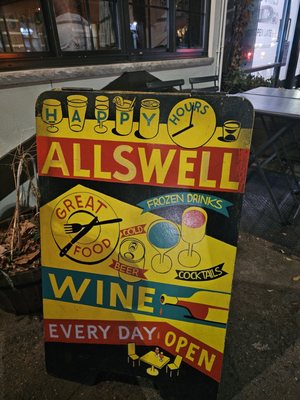 HAPPY HOURS
ALLSWELL
GREAT FOOD
FROZEN DRINKS
COLD BEER
COCKTAILS
WINE
EVERY DAY OPEN